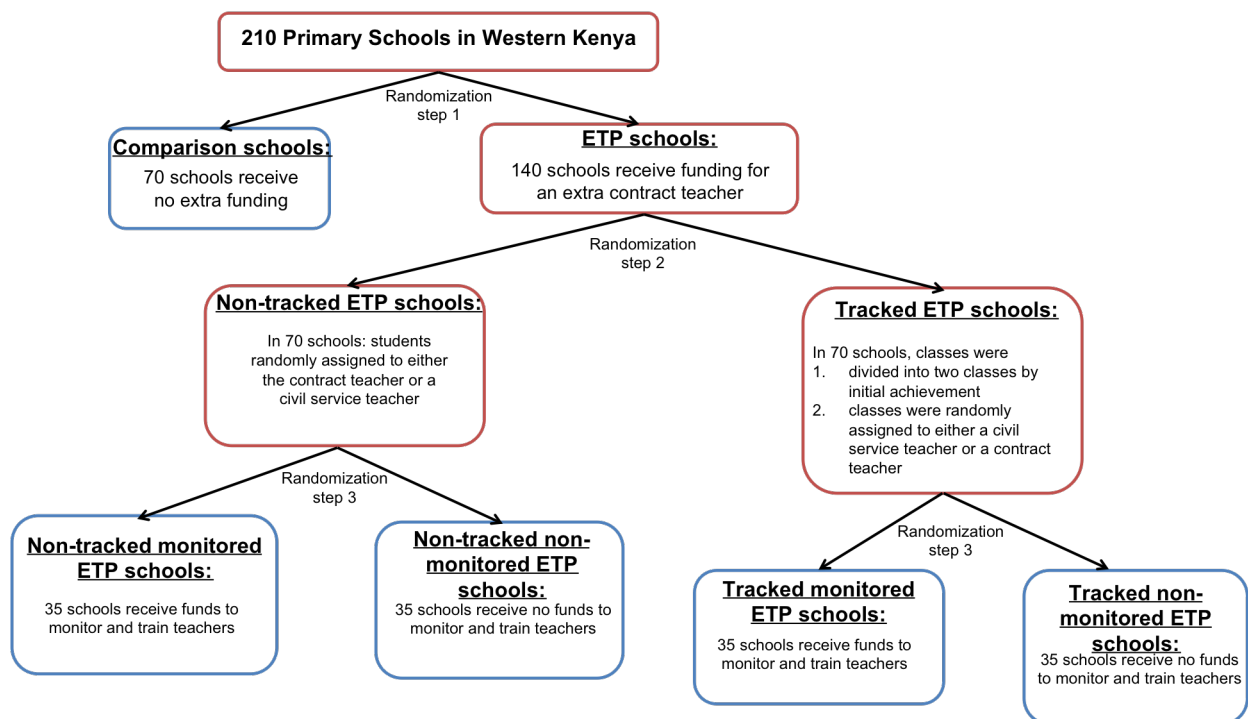 210 Primary Schools in Western Kenya
Randomization
step 1
Comparison schools:
70 schools receive
no extra funding
ETP schools:
140 schools receive funding for
an extra contract teacher
Randomization
step 2
Non-tracked ETP schools:
In 70 schools: students
randomly assigned to either
the contract teacher or a
civil service teacher
Tracked ETP schools:
In 70 schools, classes were
1. divided into two classes by
initial achievement
2. classes were randomly
assigned to either a civil
service teacher or a contract
teacher
Randomization
step 3
Non-tracked monitored
ETP schools:
35 schools receive funds to
monitor and train teachers
Non-tracked non-
monitored ETP
schools:
35 schools receive no funds to
monitor and train teachers
Randomization
step 3
Tracked monitored
ETP schools:
35 schools receive funds to
monitor and train teachers
Tracked non-
monitored ETP
schools:
35 schools receive no funds
to monitor and train teachers